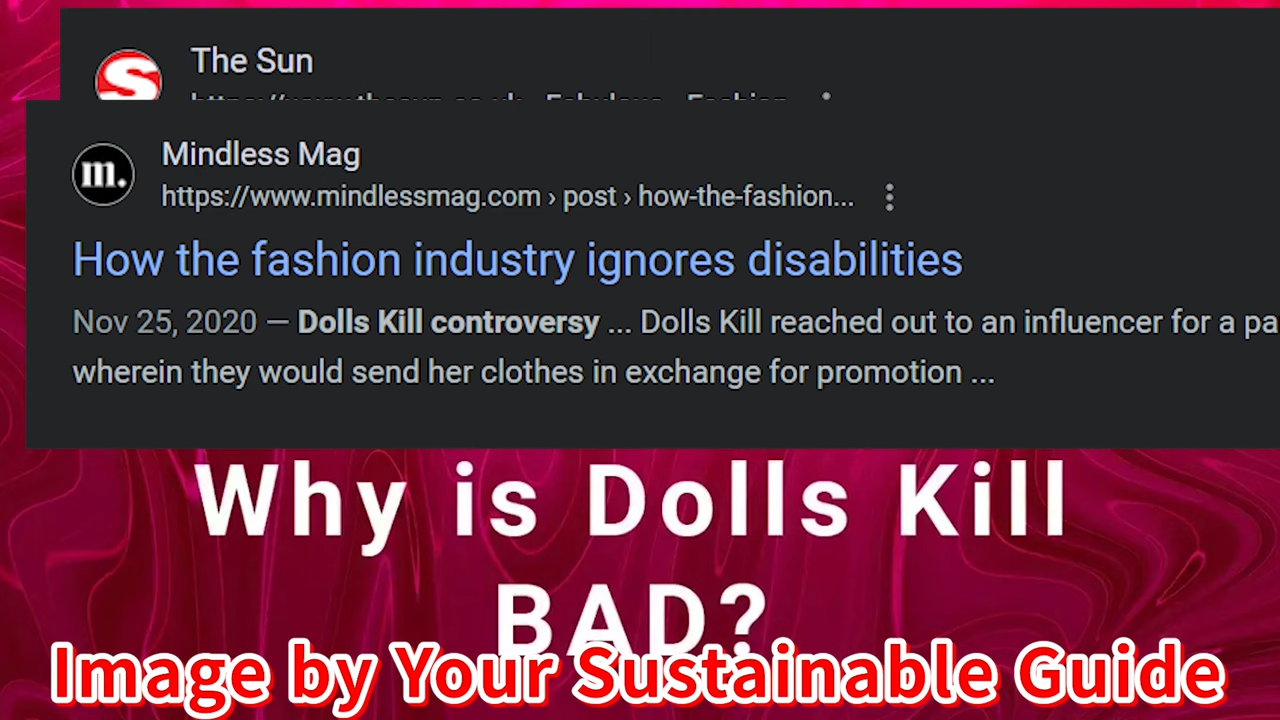 The Sun
Mindless Mag
m.
https://www.mindlessmag.com › post › how-the-fashion...
How the fashion industry ignores disabilities
Nov 25, 2020 — Dolls Kill controversy ... Dolls Kill reached out to an influencer for a
wherein they would send her clothes in exchange for promotion ...
Why is Dolls Kill
BAD?
Image by Your Sustainable Guide